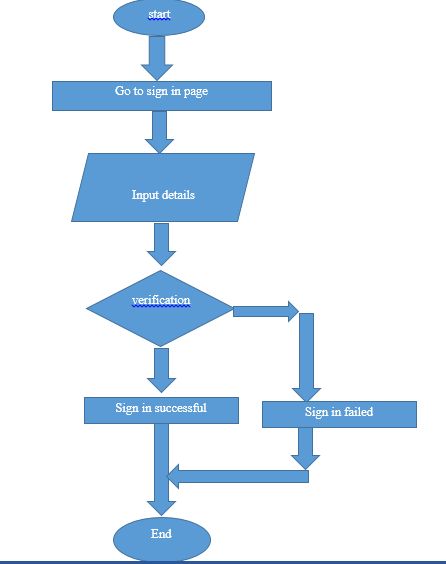 start
Go to sign in page
Input details
verification
Sign in successful
Sign in failed
End